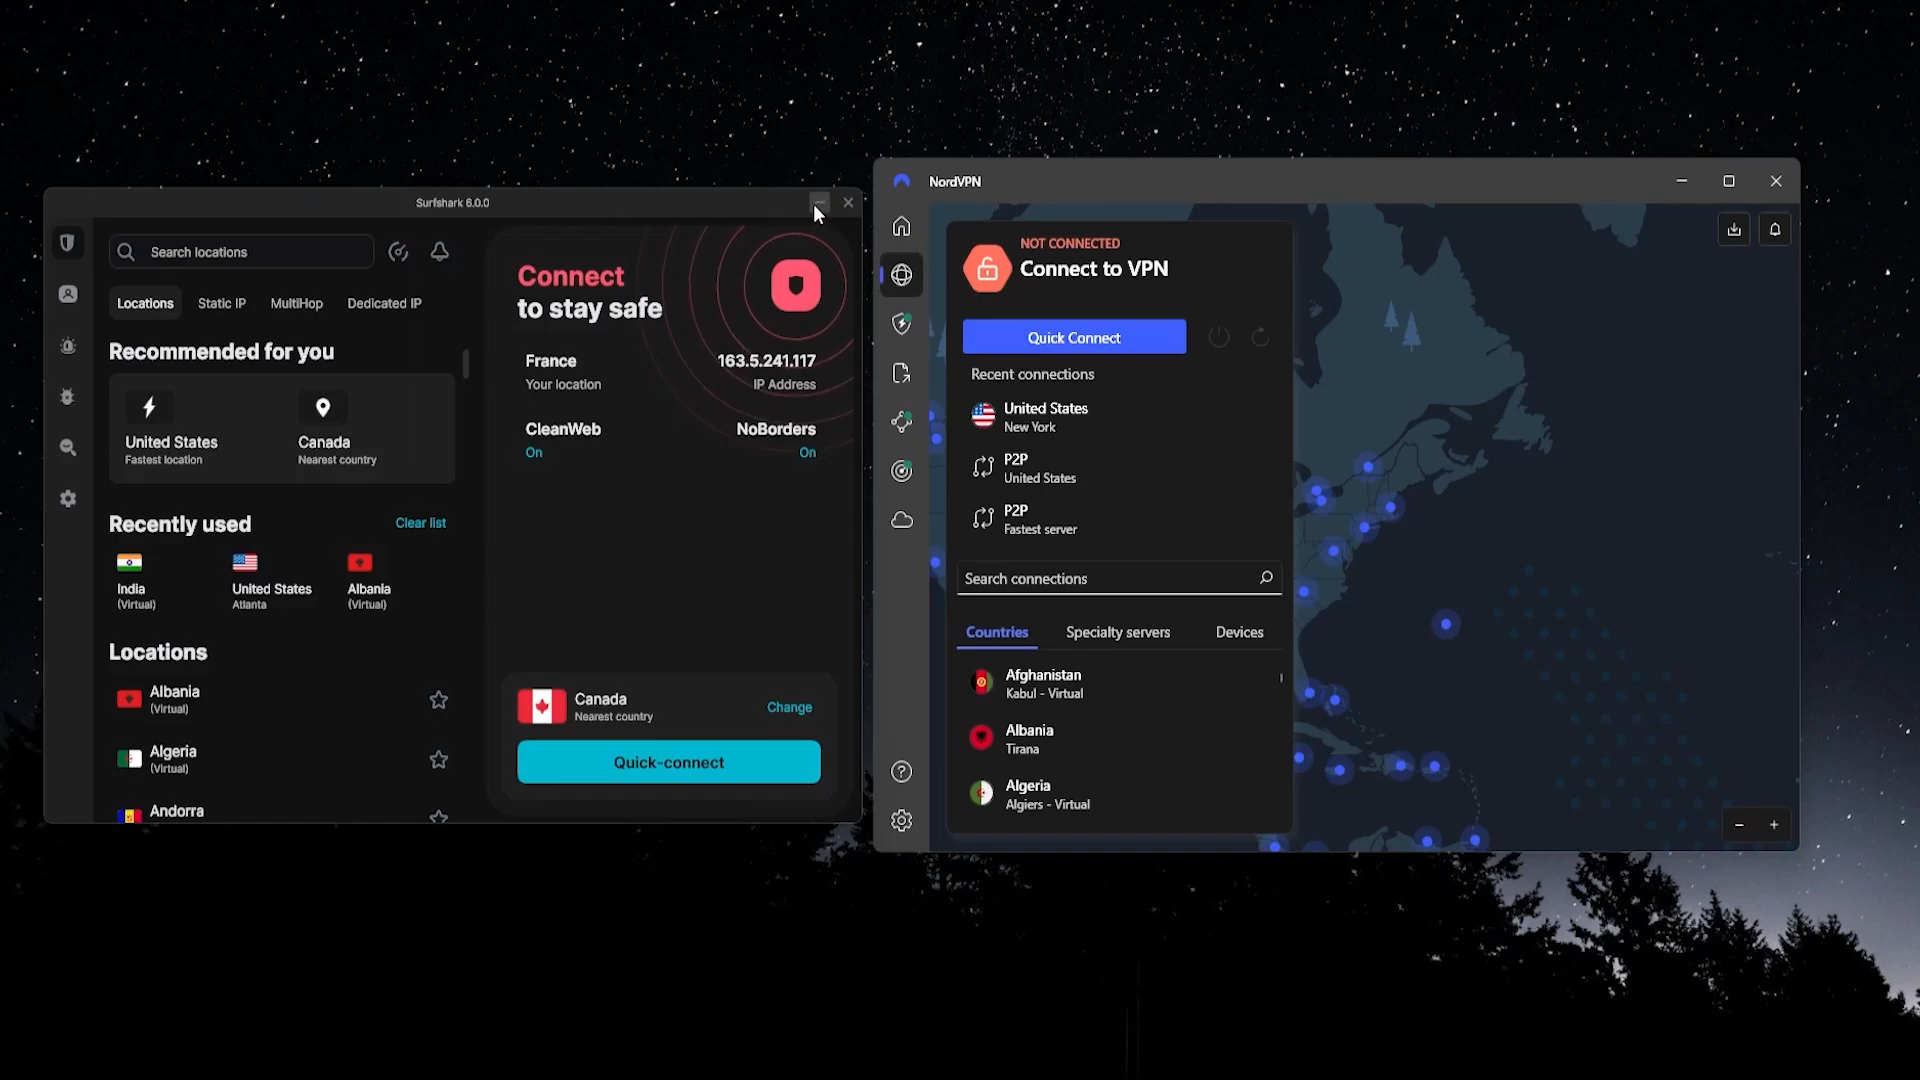 Surfshark 6.0.0
Search locations
Locations
Static IP
MultiHop
Dedicated IP
Recommended for you
United States
Fastest location
Canada
Nearest country
Recently used
Clear list
India
(Virtual)
United States
Atlanta
Albania
(Virtual)
Locations
Albania
(Virtual)
Algeria
(Virtual)
Andorra
Connect
to stay safe
France
Your location
163.5.241.117
IP Address
CleanWeb
On
NoBorders
On
Canada
Nearest country
Change
Quick-connect
NordVPN
NOT CONNECTED
Connect to VPN
Quick Connect
Recent connections
United States
New York
P2P
United States
P2P
Fastest server
Search connections
Countries
Specialty servers
Devices
Afghanistan
Kabul - Virtual
Albania
Tirana
Algeria
Algiers - Virtual